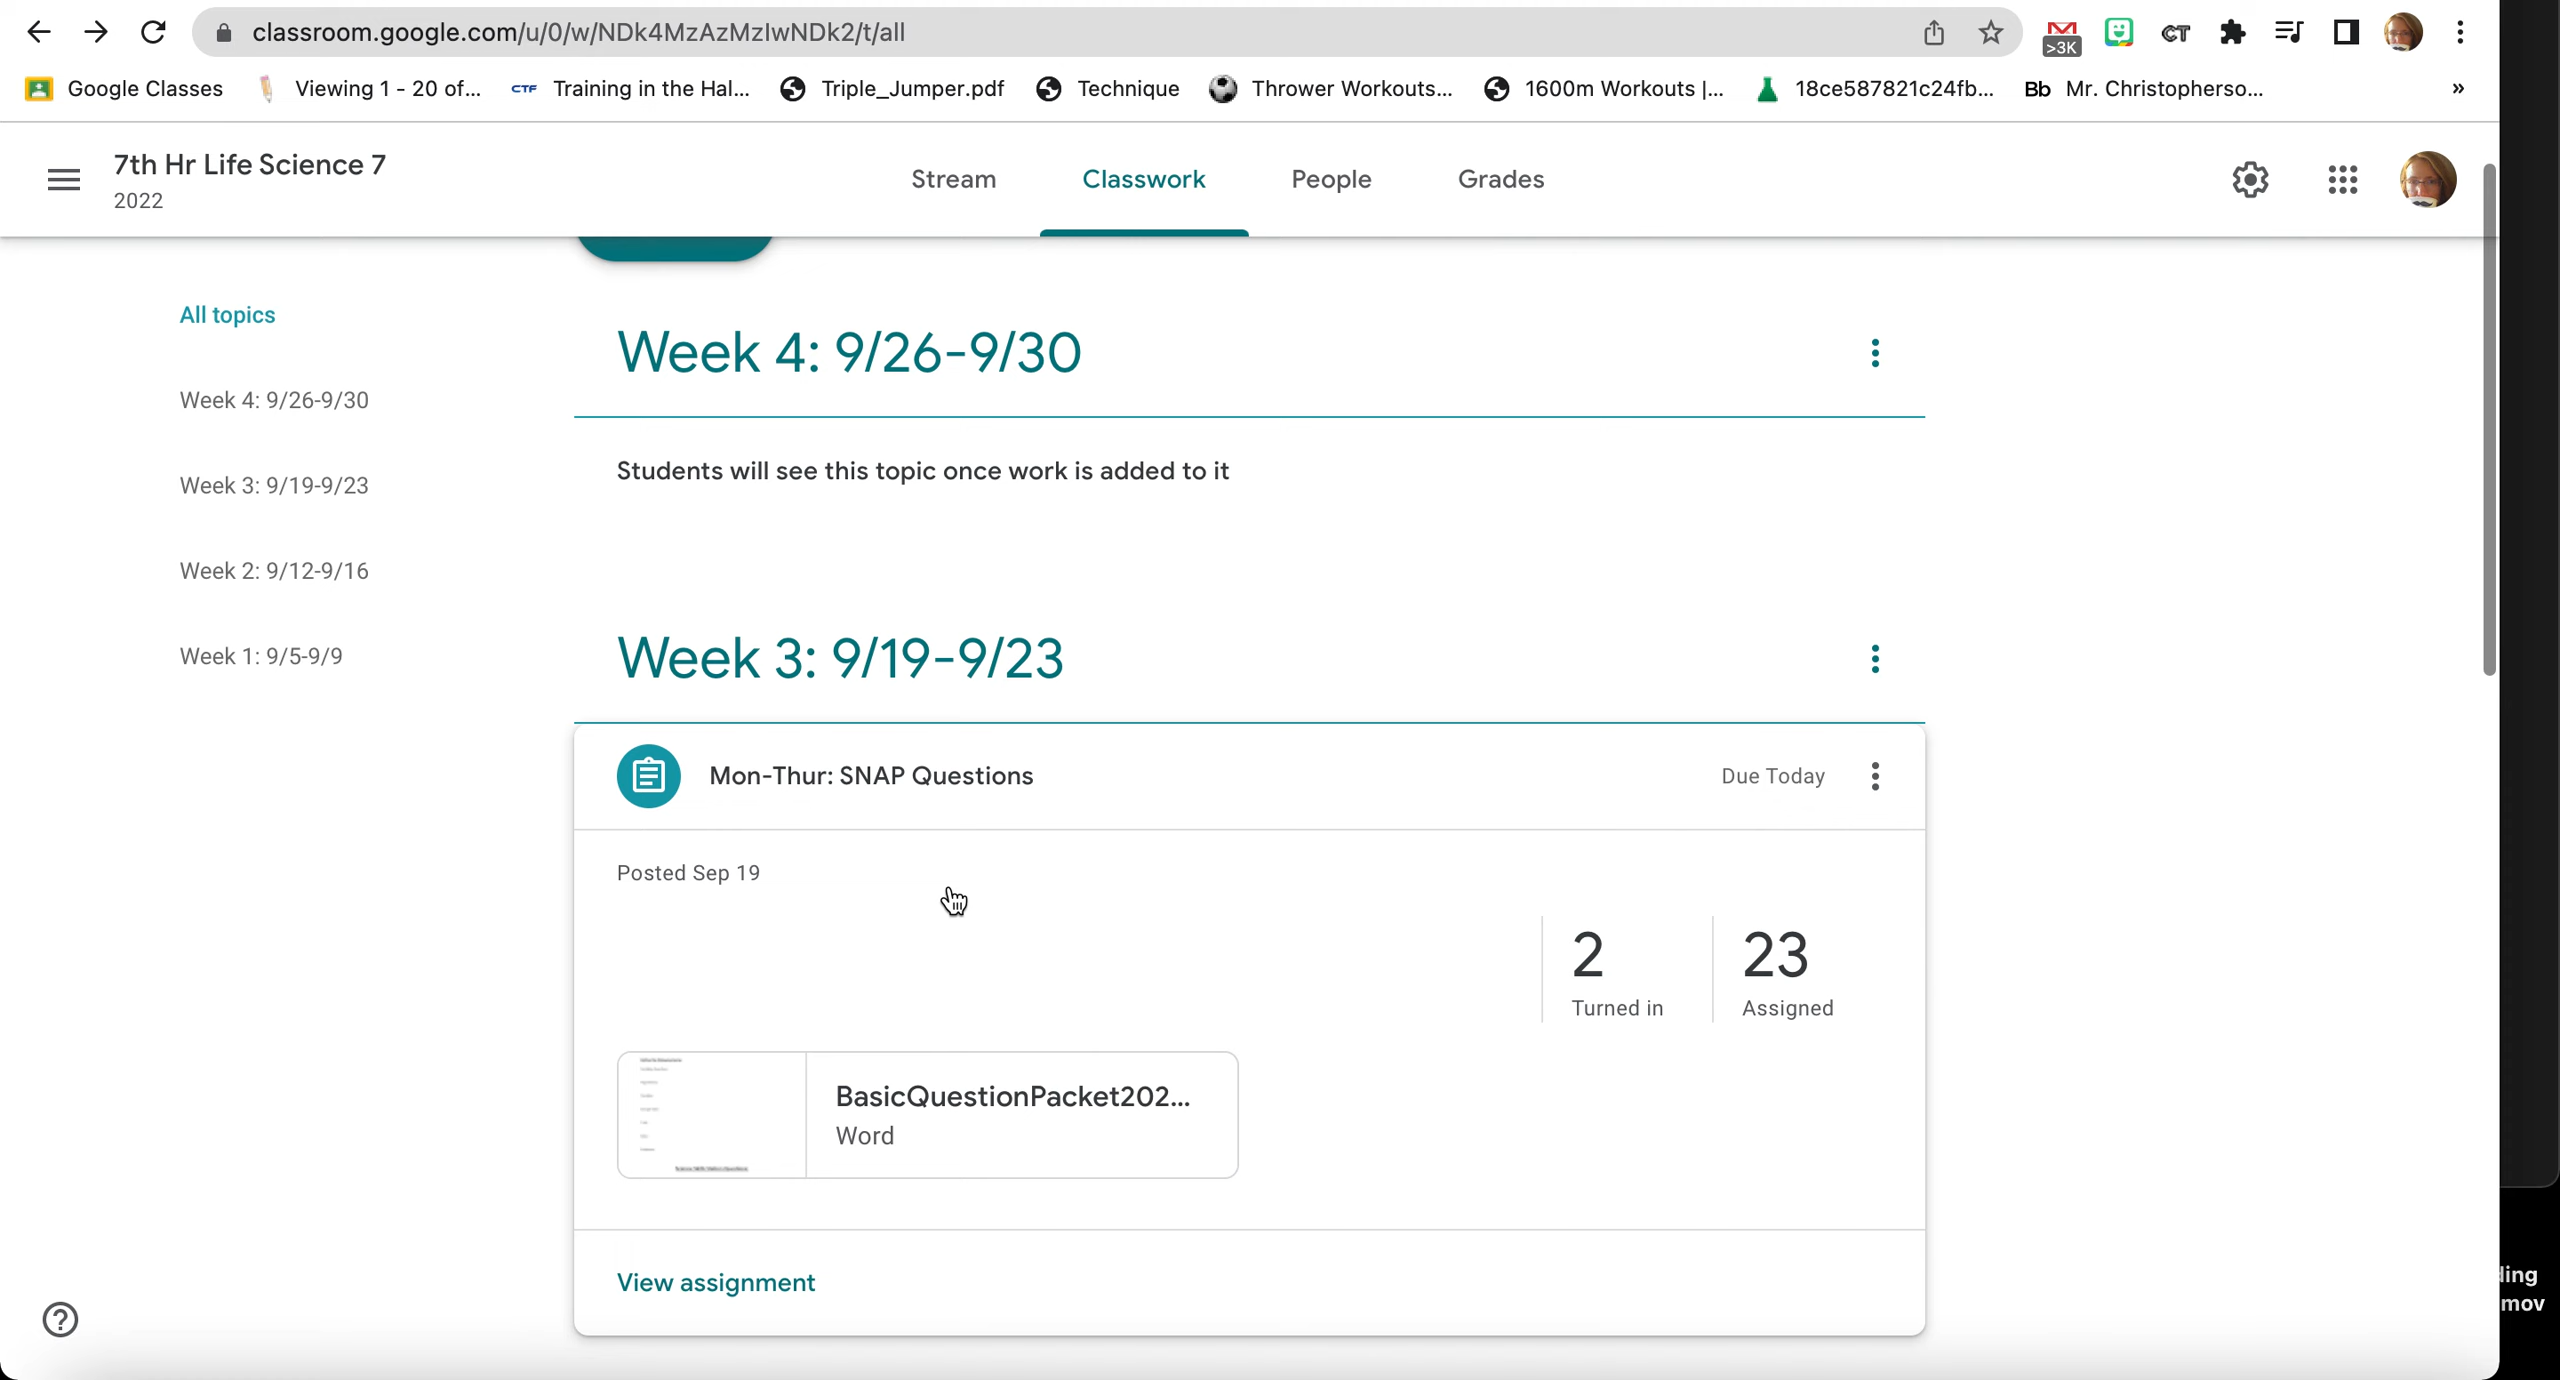 classroom.google.com/u/0/w/NDk4MzAzMzIwNDk2/t/all
>3K
Google Classes
Viewing 1 - 20 of...
CTF Training in the Hal...
Triple_Jumper.pdf
Technique
Thrower Workouts...
1600m Workouts |...
18ce587821c24fb...
Bb Mr. Christopherso...
»
7th Hr Life Science 7
2022
Stream
Classwork
People
Grades
All topics
Week 4: 9/26-9/30
Week 3: 9/19-9/23
Week 2: 9/12-9/16
Week 1: 9/5-9/9
Week 4: 9/26-9/30
Students will see this topic once work is added to it
Week 3: 9/19-9/23
Mon-Thur: SNAP Questions
Due Today
Posted Sep 19
2
Turned in
23
Assigned
BasicQuestionPacket202...
Word
View assignment
ding
mov